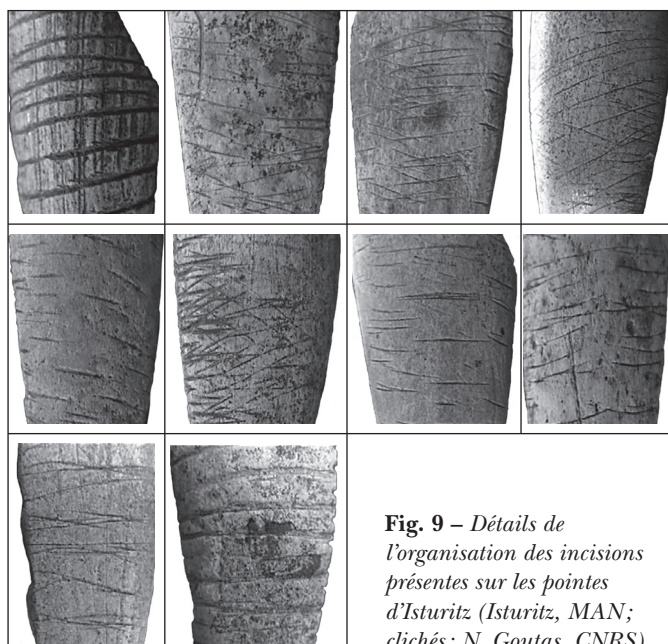 Fig. 9 – Détails de
l’organisation des incisions
présentes sur les pointes
d’Isturitz (Isturitz, MAN ;
clichés : N. Goutas, CNRS)